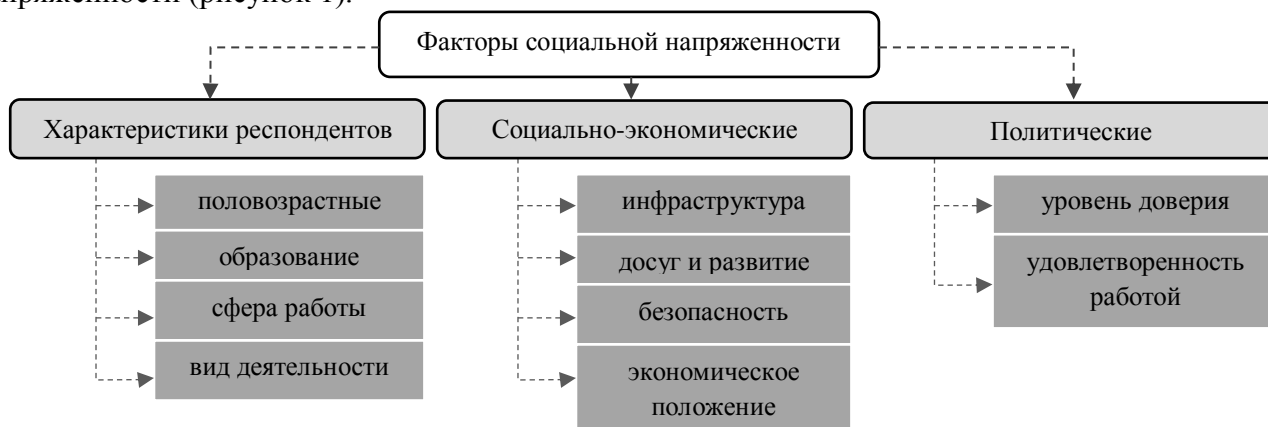 пряженности (рисунок 1).
Факторы социальной напряженности
Характеристики респондентов
половозрастные
образование
сфера работы
вид деятельности
Социально-экономические
инфраструктура
досуг и развитие
безопасность
экономическое
положение
Политические
уровень доверия
удовлетворенность
работой